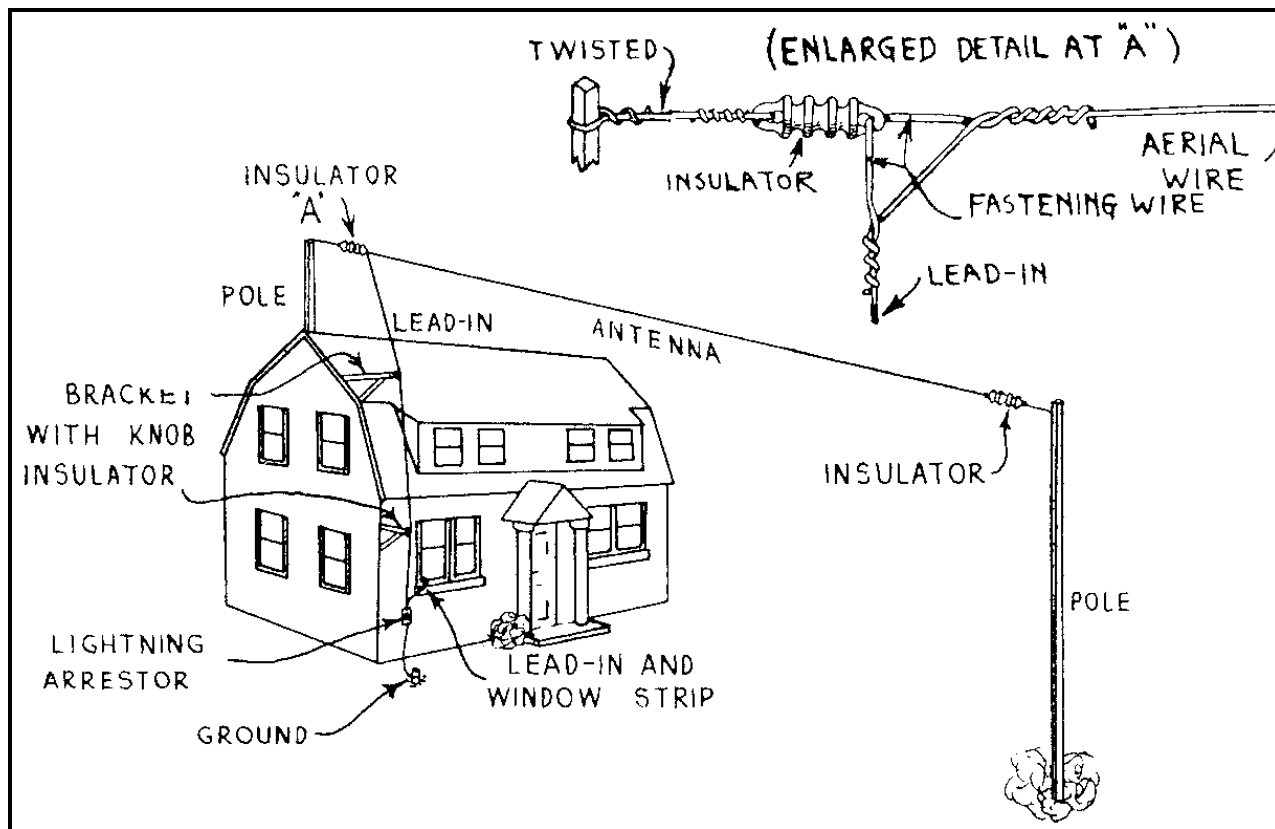 TWISTED
(ENLARGED DETAIL AT "A")
INSULATOR
AERIAL
WIRE
FASTENING WIRE
LEAD-IN
INSULATOR
"A"
POLE
LEAD-IN
ANTENNA
BRACKET
WITH KNOB
INSULATOR
INSULATOR
POLE
LIGHTNING
ARRESTOR
LEAD-IN AND
WINDOW STRIP
GROUND